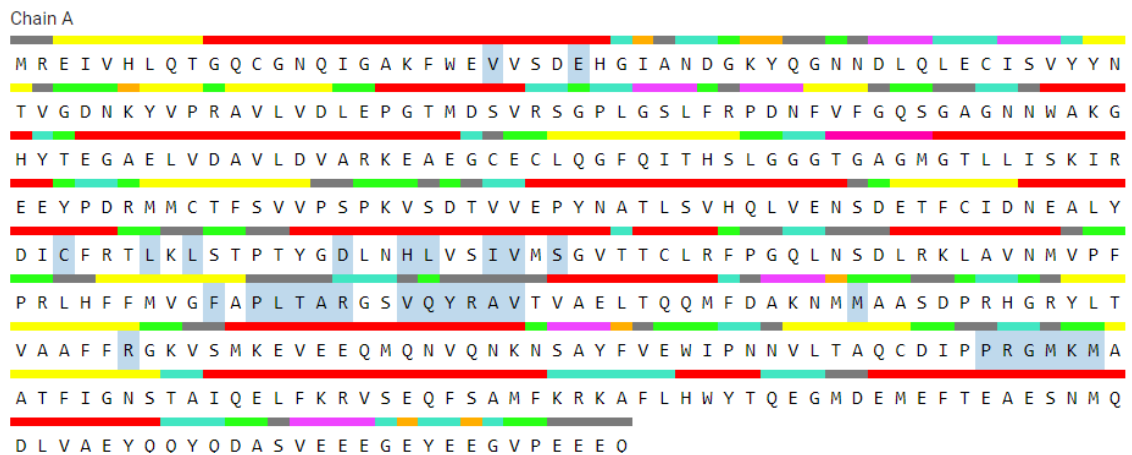 Chain A
M R E I V H L Q T G Q C G N Q I G A K F W E V V S D E H G I A N D G K Y Q G N N D L Q L E C I S V Y Y N
T V G D N K Y V P R A V L V D L E P G T M D S V R S G P L G S L F R P D N F V F G Q S G A G N N W A K G
H Y T E G A E L V D A V L D V A R K E A E G C E C L Q G F Q I T H S L G G G T G A G M G T L L I S K I R
E E Y P D R M M C T F S V V P S P K V S D T V V E P Y N A T L S V H Q L V E N S D E T F C I D N E A L Y
D I C F R T L K L S T P T Y G D L N H L V S I V M S G V T T C L R F P G Q L N S D L R K L A V N M V P F
P R L H F F M V G F A P L T A R G S V Q Y R A V T V A E L T Q Q M F D A K N M M A A S D P R H G R Y L T
V A A F F R G K V S M K E V E E Q M Q N V Q N K N S A Y F V E W I P N N V L T A Q C D I P P R G M K M A
A T F I G N S T A I Q E L F K R V S E Q F S A M F K R K A F L H W Y T Q E G M D E M E F T E A E S N M Q
D L V A E Y Q Q Y Q D A S V E E E G E Y E E G V P E E E Q